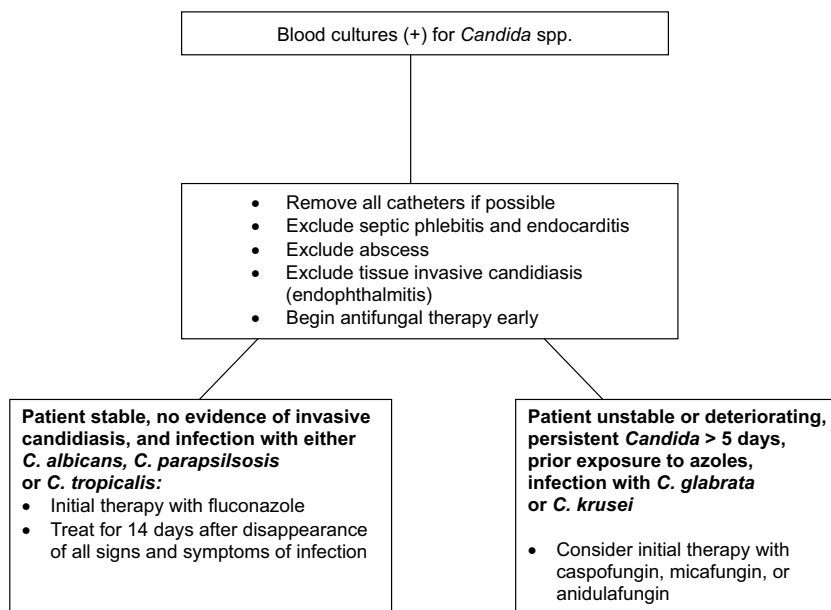 Blood cultures (+) for Candida spp.
• Remove all catheters if possible
• Exclude septic phlebitis and endocarditis
• Exclude abscess
• Exclude tissue invasive candidiasis
(endophthalmitis)
• Begin antifungal therapy early
Patient stable, no evidence of invasive
candidiasis, and infection with either
C. albicans, C. parapsilsosis
or C. tropicalis:
• Initial therapy with fluconazole
• Treat for 14 days after disappearance
of all signs and symptoms of infection
Patient unstable or deteriorating,
persistent Candida > 5 days,
prior exposure to azoles,
infection with C. glabrata
or C. krusei
• Consider initial therapy with
caspofungin, micafungin, or
anidulafungin